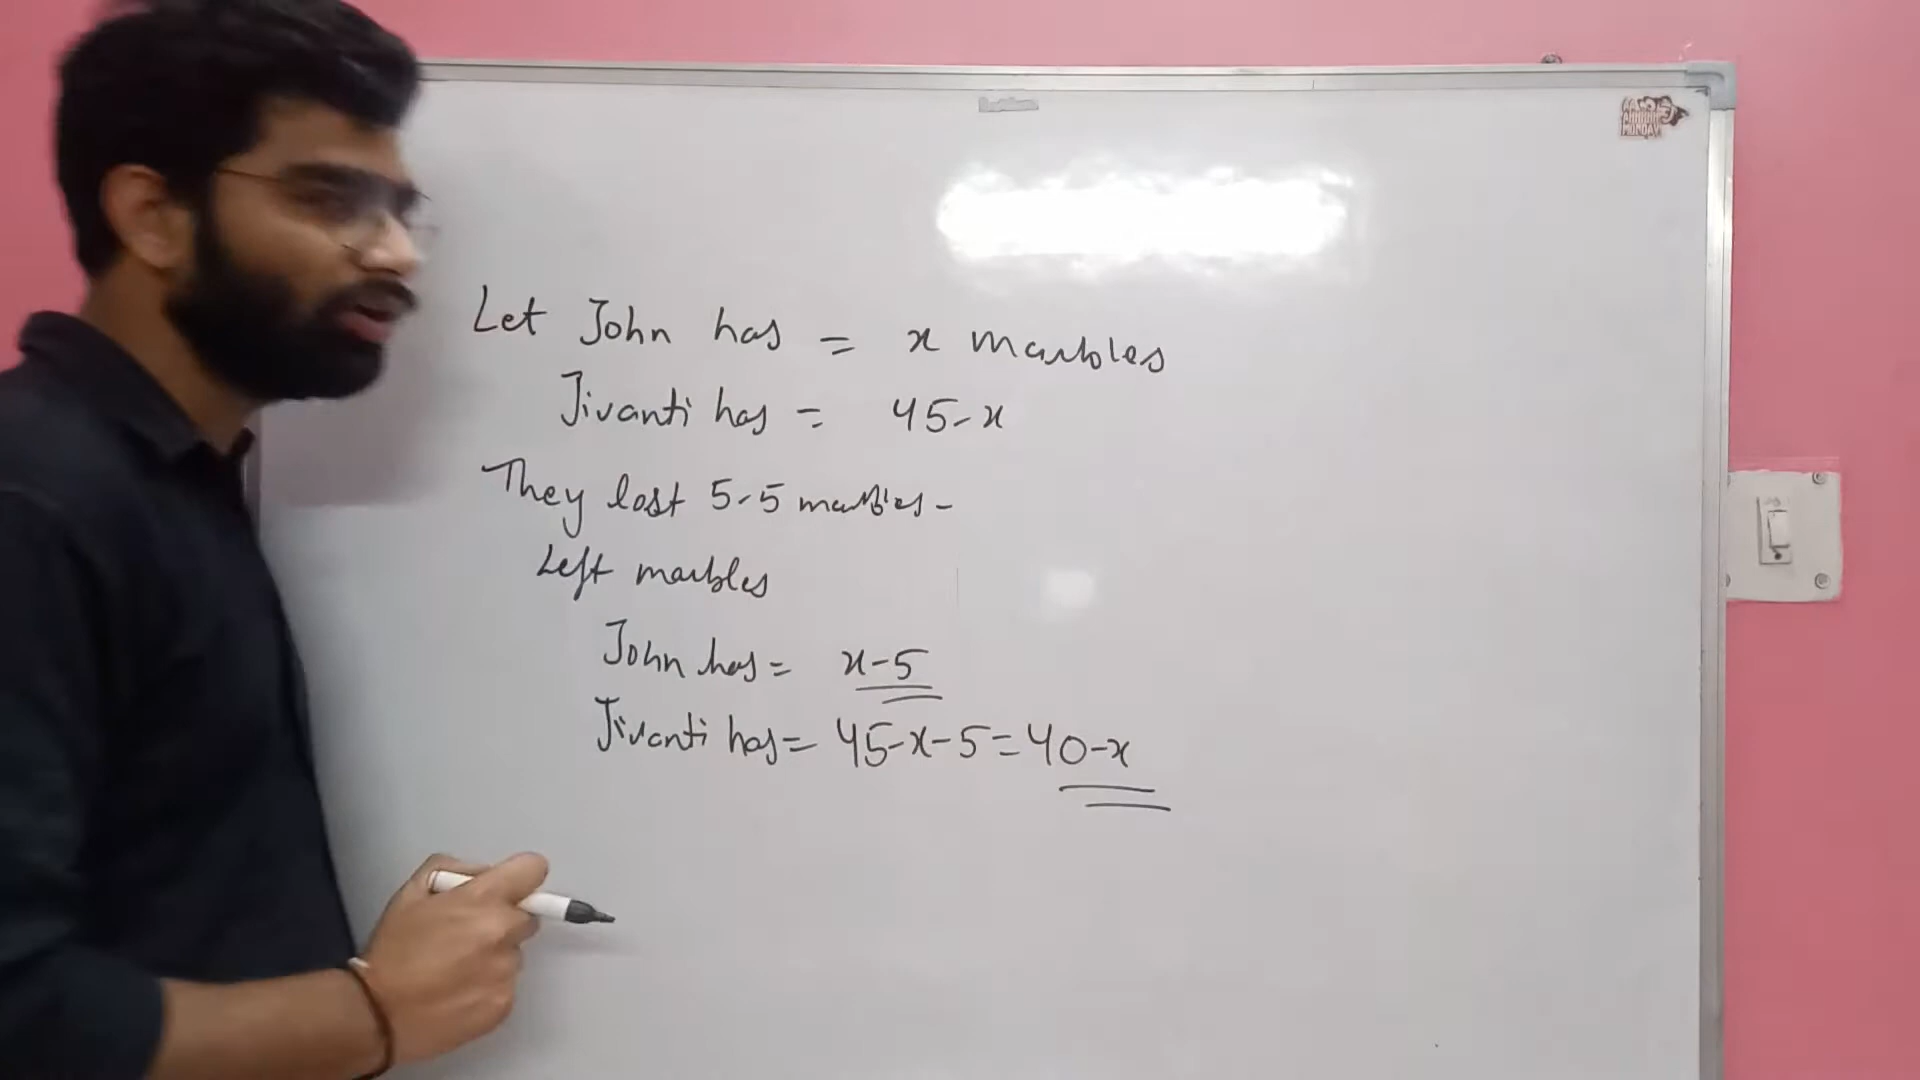 Let John has = x marbles
Jivanti has = 45-x
They lost 5-5 marbles-
Left marbles
John has = x-5
Jivanti has = 45-x-5=40-x